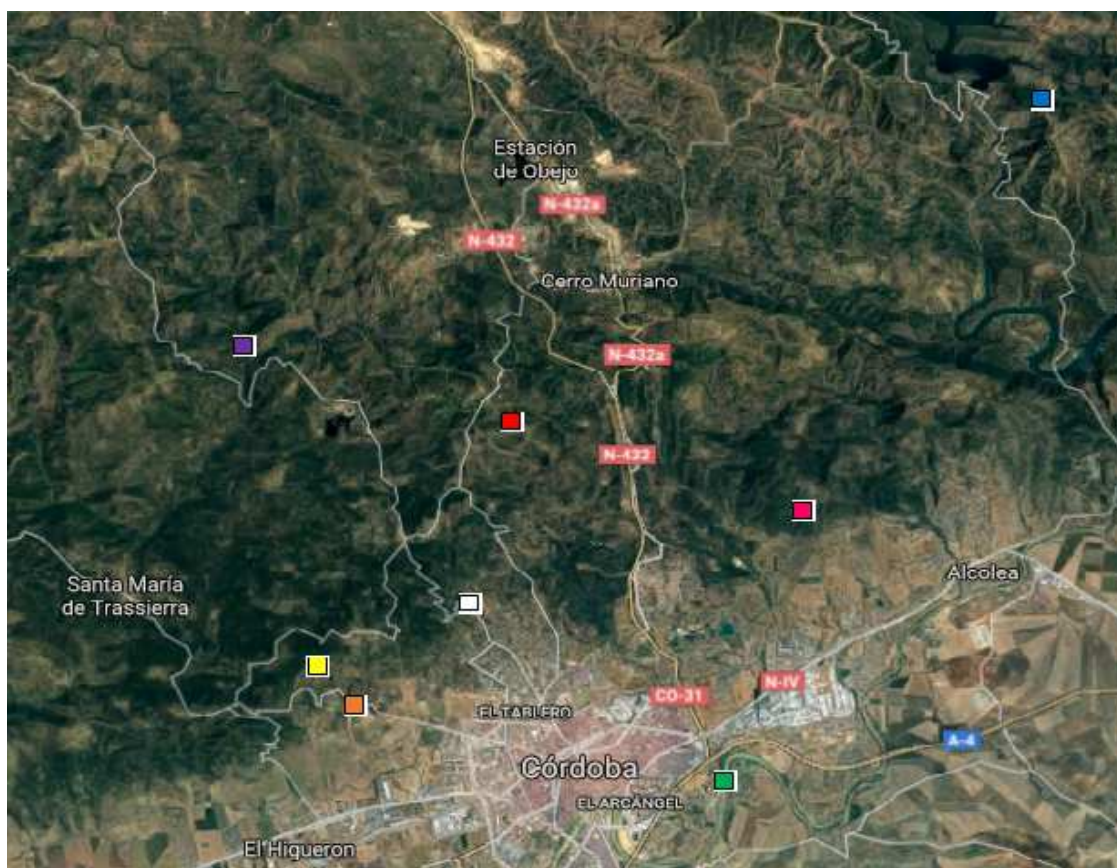 Estación
de Obejo
N-432a
N-432
Cerro Muriano
N-432a
N-432
Santa María
de Trassierra
Alcolea
CO-31
N-IV
EL TABLERO
A-4
Córdoba
EL ARCÁNGEL
El Higueron